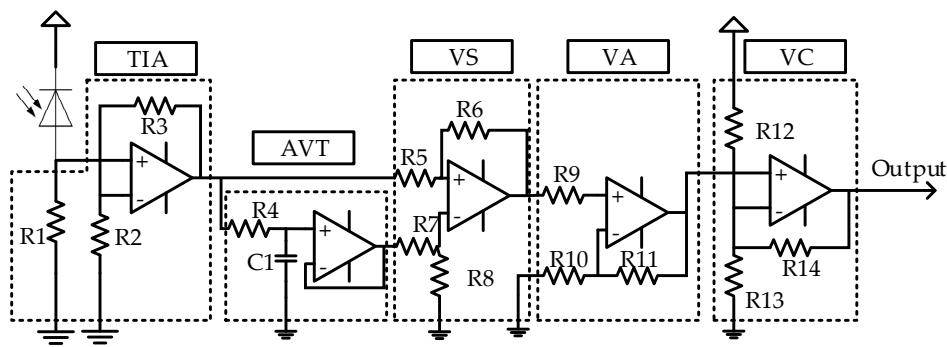 TIA
VS
VA
VC
R3
R6
R12
AVT
R5
R9
Output
R4
R7
R1
R2
C1
R8
R10
R11
R14
R13
+
-
+
-
+
-
+
-
+
-